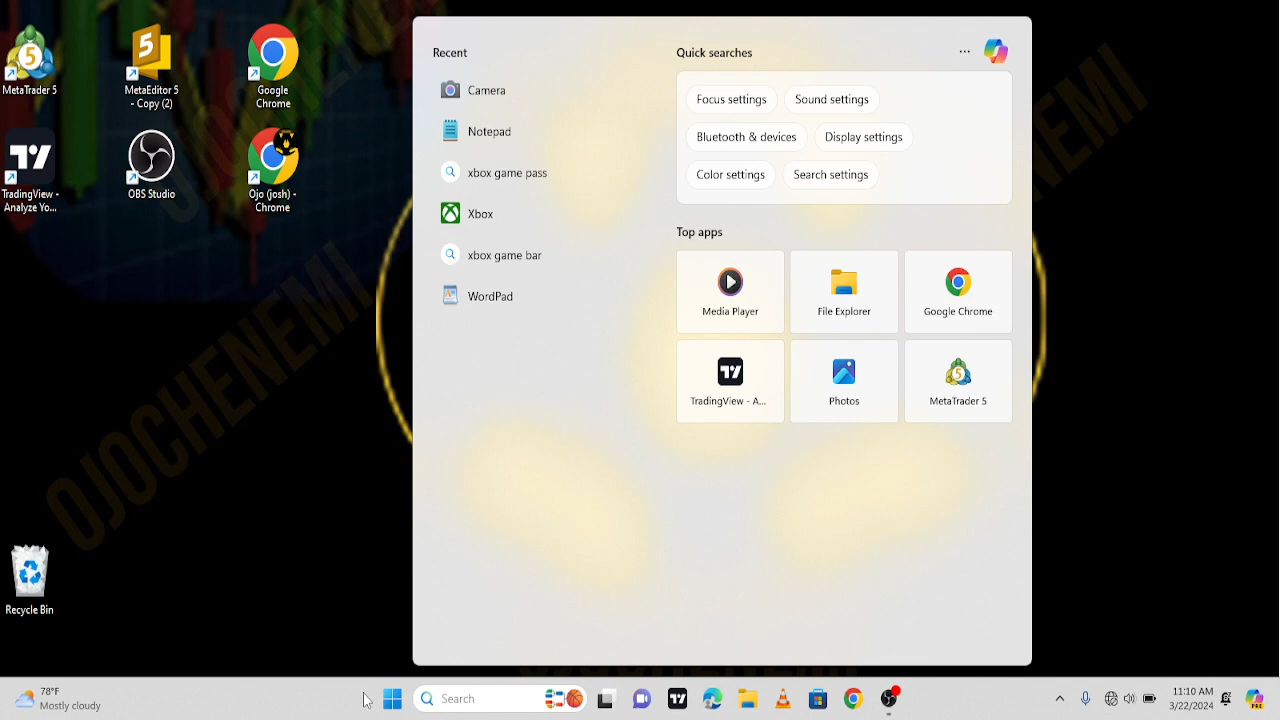 MetaTrader 5
MetaEditor 5
- Copy (2)
Google
Chrome
TradingView -
Analyze Yo...
OBS Studio
Ojo (josh) -
Chrome
OJOCHENEMI
Recycle Bin
Recent
Camera
Notepad
xbox game pass
Xbox
xbox game bar
WordPad
Quick searches
Focus settings
Sound settings
Bluetooth & devices
Display settings
Color settings
Search settings
Top apps
Media Player
File Explorer
Google Chrome
TradingView - A...
Photos
MetaTrader 5
78°F
Mostly cloudy
Search
11:10 AM
3/22/2024
PRE